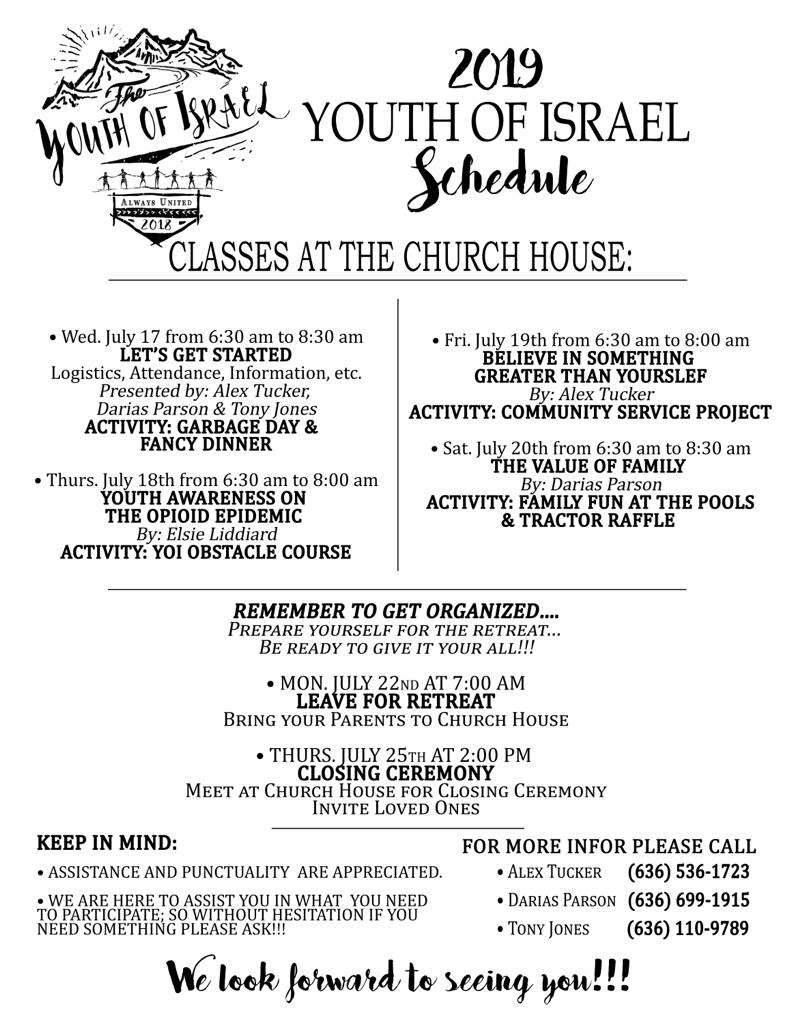 The
YOUTH OF ISRAEL
ALWAYS UNITED
2018
2019
YOUTH OF ISRAEL
Schedule
CLASSES AT THE CHURCH HOUSE:
• Wed. July 17 from 6:30 am to 8:30 am
LET'S GET STARTED
Logistics, Attendance, Information, etc.
Presented by: Alex Tucker,
Darias Parson & Tony Jones
ACTIVITY: GARBAGE DAY &
FANCY DINNER
• Thurs. July 18th from 6:30 am to 8:00 am
YOUTH AWARENESS ON
THE OPIOID EPIDEMIC
By: Elsie Liddiard
ACTIVITY: YOI OBSTACLE COURSE
• Fri. July 19th from 6:30 am to 8:00 am
BELIEVE IN SOMETHING
GREATER THAN YOURSLEF
By: Alex Tucker
ACTIVITY: COMMUNITY SERVICE PROJECT
• Sat. July 20th from 6:30 am to 8:30 am
THE VALUE OF FAMILY
By: Darias Parson
ACTIVITY: FAMILY FUN AT THE POOLS
& TRACTOR RAFFLE
REMEMBER TO GET ORGANIZED....
PREPARE YOURSELF FOR THE RETREAT...
BE READY TO GIVE IT YOUR ALL!!!
• MON. JULY 22ND AT 7:00 AM
LEAVE FOR RETREAT
BRING YOUR PARENTS TO CHURCH HOUSE
• THURS. JULY 25TH AT 2:00 PM
CLOSING CEREMONY
MEET AT CHURCH HOUSE FOR CLOSING CEREMONY
INVITE LOVED ONES
KEEP IN MIND:
• ASSISTANCE AND PUNCTUALITY ARE APPRECIATED.
• WE ARE HERE TO ASSIST YOU IN WHAT YOU NEED
TO PARTICIPATE; SO WITHOUT HESITATION IF YOU
NEED SOMETHING PLEASE ASK!!!
FOR MORE INFOR PLEASE CALL
• ALEX TUCKER (636) 536-1723
• DARIAS PARSON (636) 699-1915
• TONY JONES (636) 110-9789
We look forward to seeing you!!!